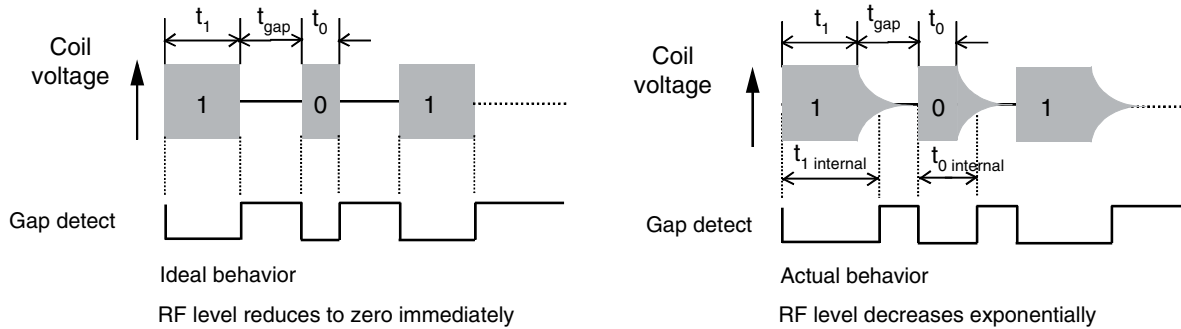 t1 tgap t0
Coil voltage
1 0 1
Gap detect
Ideal behavior
RF level reduces to zero immediately
t1 tgap t0
Coil voltage
1 0 1
t1 internal t0 internal
Gap detect
Actual behavior
RF level decreases exponentially